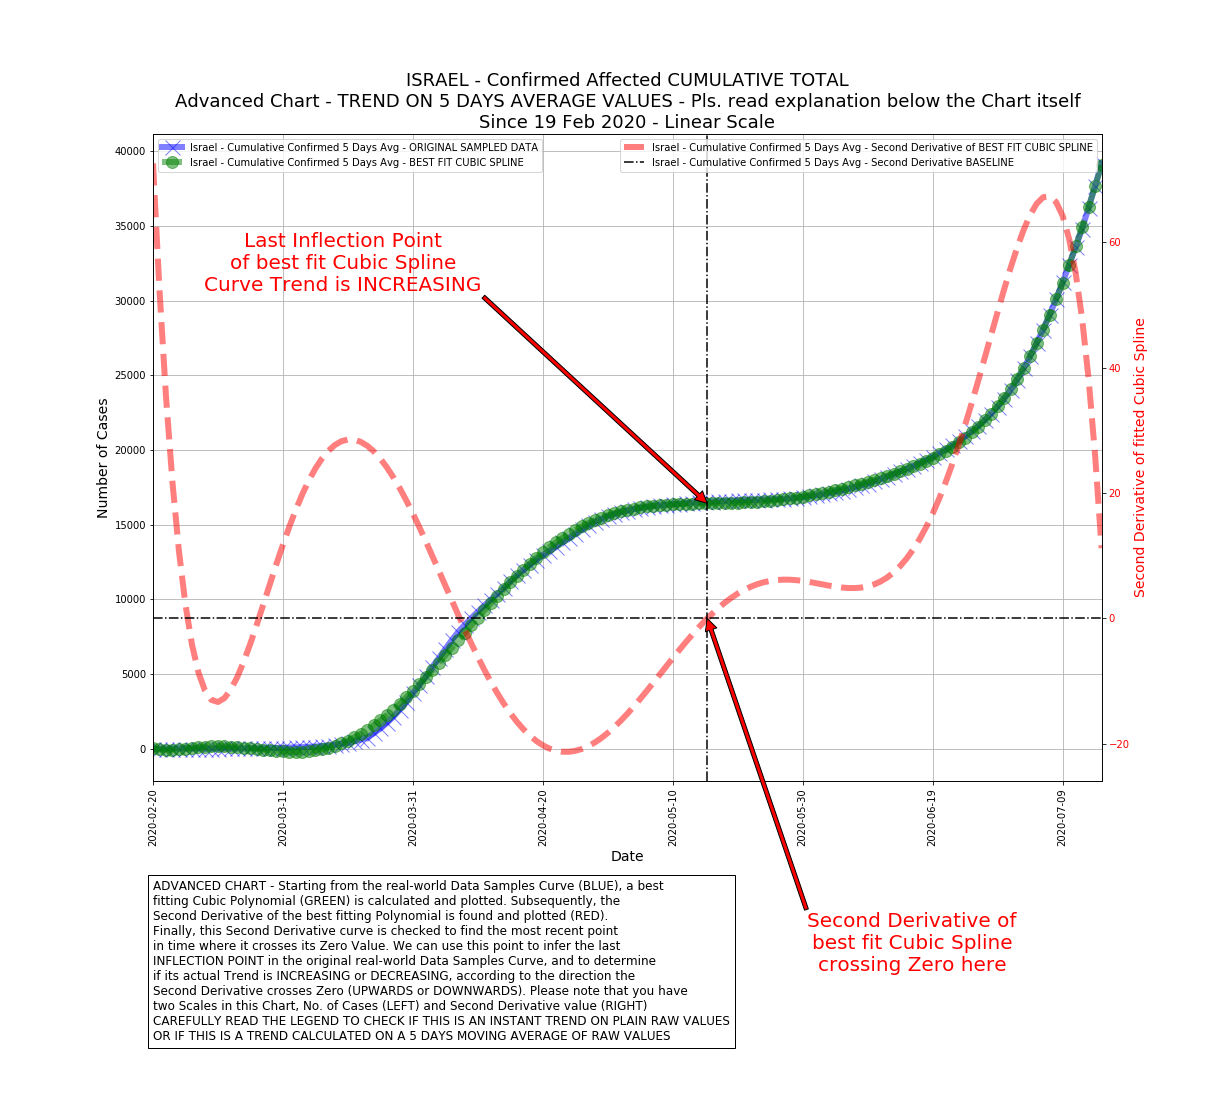 ISRAEL - Confirmed Affected CUMULATIVE TOTAL
Advanced Chart - TREND ON 5 DAYS AVERAGE VALUES - Pls. read explanation below the Chart itself
Since 19 Feb 2020 - Linear Scale
Israel - Cumulative Confirmed 5 Days Avg - ORIGINAL SAMPLED DATA
Israel - Cumulative Confirmed 5 Days Avg - BEST FIT CUBIC SPLINE
Israel - Cumulative Confirmed 5 Days Avg - Second Derivative of BEST FIT CUBIC SPLINE
Israel - Cumulative Confirmed 5 Days Avg - Second Derivative BASELINE
Last Inflection Point
of best fit Cubic Spline
Curve Trend is INCREASING
Number of Cases
40000
35000
30000
25000
20000
15000
10000
5000
0
60
40
20
0
−20
Second Derivative of fitted Cubic Spline
2020-02-20
2020-03-11
2020-03-31
2020-04-20
2020-05-10
2020-05-30
2020-06-19
2020-07-09
Date
ADVANCED CHART - Starting from the real-world Data Samples Curve (BLUE), a best
fitting Cubic Polynomial (GREEN) is calculated and plotted. Subsequently, the
Second Derivative of the best fitting Polynomial is found and plotted (RED).
Finally, this Second Derivative curve is checked to find the most recent point
in time where it crosses its Zero Value. We can use this point to infer the last
INFLECTION POINT in the original real-world Data Samples Curve, and to determine
if its actual Trend is INCREASING or DECREASING, according to the direction the
Second Derivative crosses Zero (UPWARDS or DOWNWARDS). Please note that you have
two Scales in this Chart, No. of Cases (LEFT) and Second Derivative value (RIGHT)
CAREFULLY READ THE LEGEND TO CHECK IF THIS IS AN INSTANT TREND ON PLAIN RAW VALUES
OR IF THIS IS A TREND CALCULATED ON A 5 DAYS MOVING AVERAGE OF RAW VALUES
Second Derivative of
best fit Cubic Spline
crossing Zero here